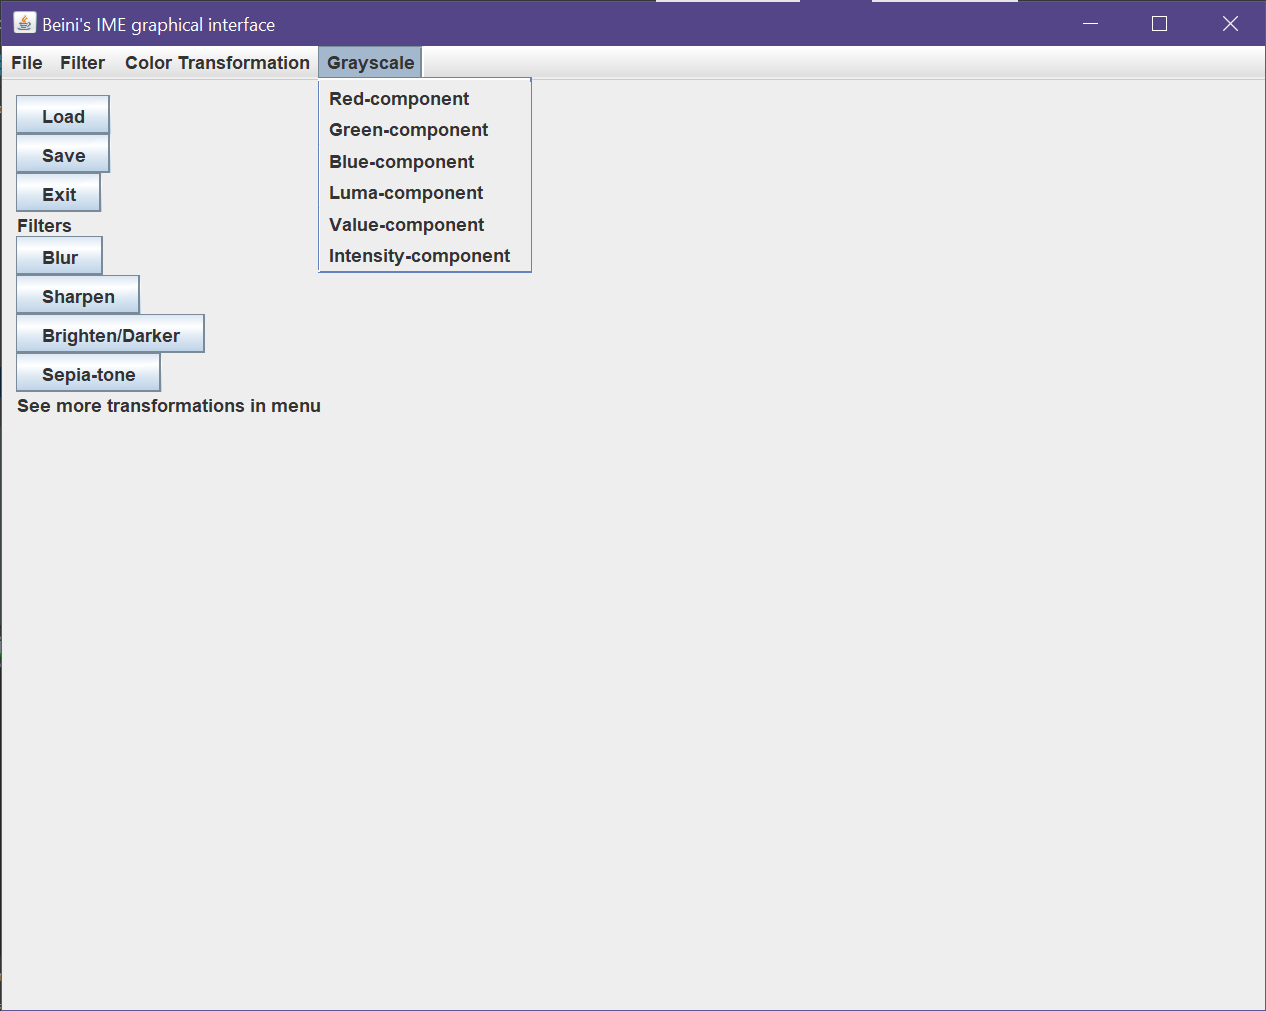 Beini's IME graphical interface
File Filter Color Transformation Grayscale
Red-component
Green-component
Blue-component
Luma-component
Value-component
Intensity-component
Load
Save
Exit
Filters
Blur
Sharpen
Brighten/Darker
Sepia-tone
See more transformations in menu